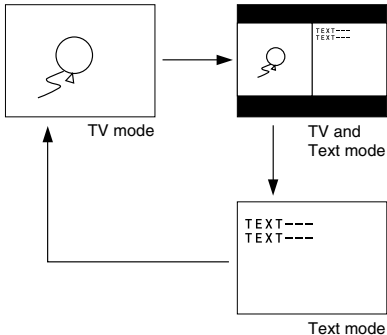 TEXT---
TEXT---
TV mode
TV and
Text mode
TEXT---
TEXT---
Text mode